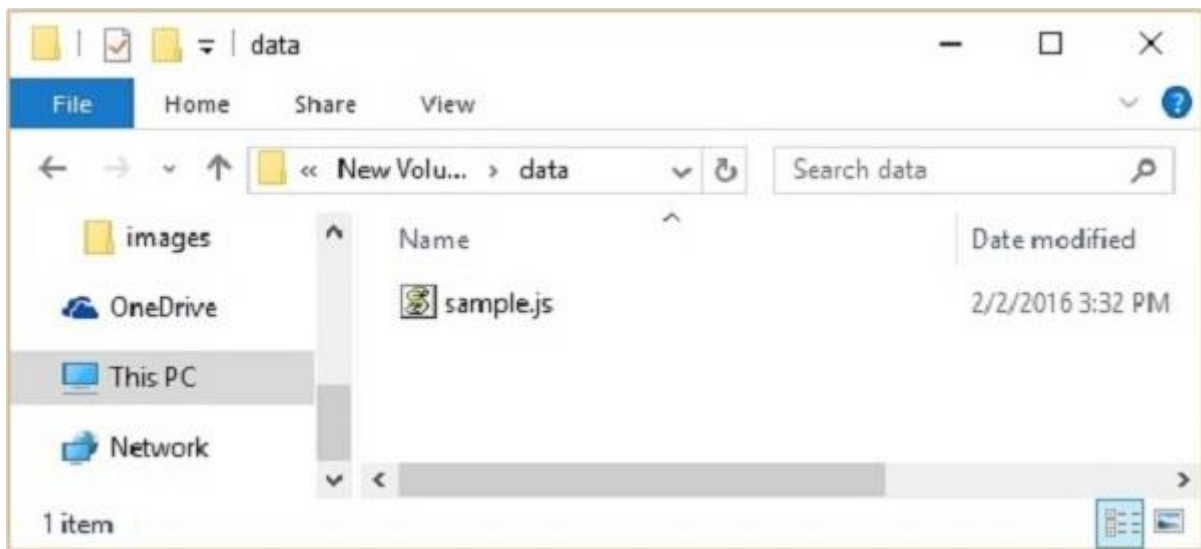 data
File Home Share View
« New Volu... > data Search data
images
Name Date modified
sample.js 2/2/2016 3:32 PM
OneDrive
This PC
Network
1 item